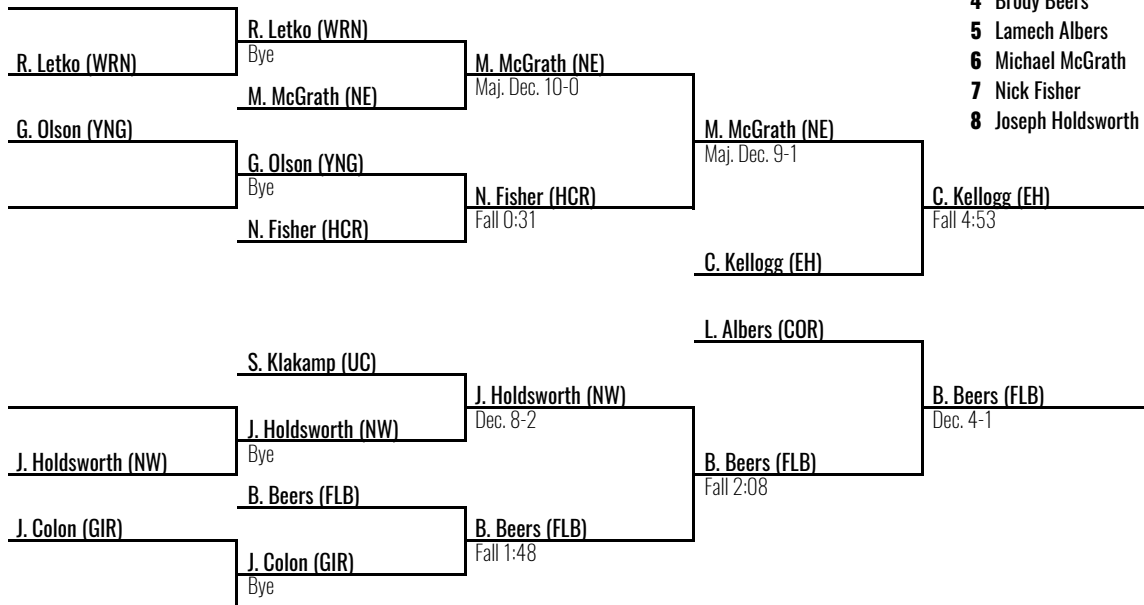 4 Brody Beers
R. Letko (WRN)
5 Lamech Albers
Bye
R. Letko (WRN)
M. McGrath (NE)
6 Michael McGrath
Maj. Dec. 10-0
7 Nick Fisher
M. McGrath (NE)
8 Joseph Holdsworth
G. Olson (YNG)
M. McGrath (NE)
Maj. Dec. 9-1
G. Olson (YNG)
Bye
N. Fisher (HCR)
C. Kellogg (EH)
Fall 0:31
Fall 4:53
N. Fisher (HCR)
C. Kellogg (EH)
L. Albers (COR)
S. Klakamp (UC)
J. Holdsworth (NW)
B. Beers (FLB)
Dec. 8-2
Dec. 4-1
J. Holdsworth (NW)
Bye
J. Holdsworth (NW)
B. Beers (FLB)
Fall 2:08
B. Beers (FLB)
J. Colon (GIR)
B. Beers (FLB)
Fall 1:48
J. Colon (GIR)
Bye